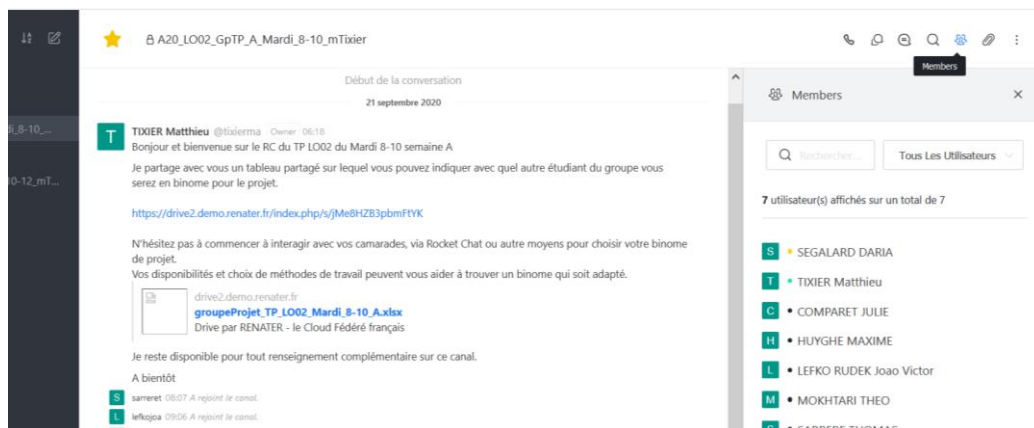 A20_LO02_GpTP_A_Mardi_8-10_mTixier
Members
Début de la conversation
21 septembre 2020
di_8-10_...
10-12_mT...
T
TIXIER Matthieu @tixierma Owner 06:18
Bonjour et bienvenue sur le RC du TP LO02 du Mardi 8-10 semaine A
Je partage avec vous un tableau partagé sur lequel vous pouvez indiquer avec quel autre étudiant du groupe vous
serez en binome pour le projet.
https://drive2.demo.renater.fr/index.php/s/jMe8HZB3pbmFtYK
N'hésitez pas à commencer à interagir avec vos camarades, via Rocket Chat ou autre moyens pour choisir votre binome
de projet.
Vos disponibilités et choix de méthodes de travail peuvent vous aider à trouver un binome qui soit adapté.
drive2.demo.renater.fr
groupeProjet_TP_LO02_Mardi_8-10_A.xlsx
Drive par RENATER - le Cloud Fédéré français
Je reste disponible pour tout renseignement complémentaire sur ce canal.
A bientôt
S sarreret 08:07 A rejoint le canal.
L lefkojoa 09:06 A rejoint le canal.
Members
Rechercher...
Tous Les Utilisateurs
7 utilisateur(s) affichés sur un total de 7
S SEGALARD DARIA
T TIXIER Matthieu
C COMPARET JULIE
H HUYGHE MAXIME
L LEFKO RUDEK Joao Victor
M MOKHTARI THEO